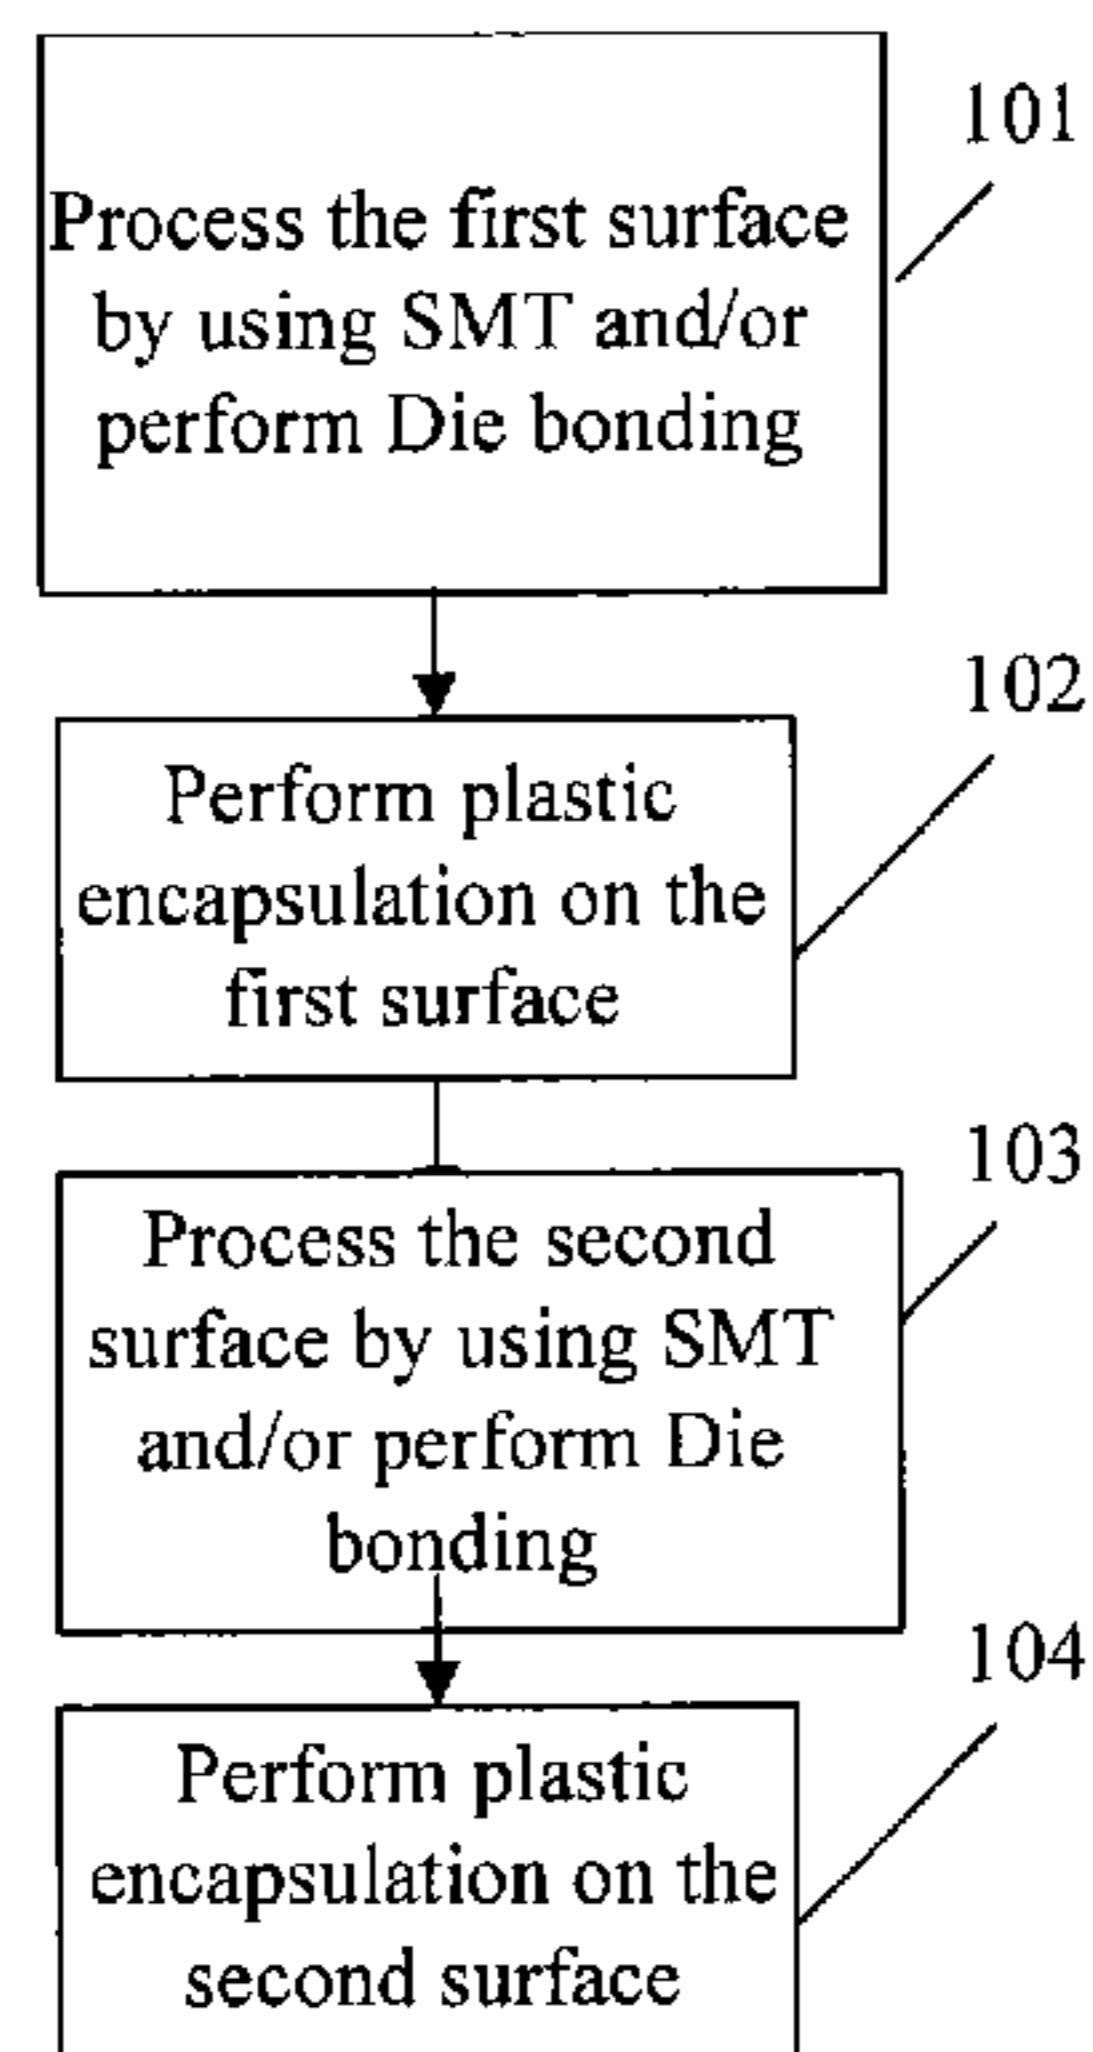 101
Process the first surface
by using SMT and/or
perform Die bonding
102
Perform plastic
encapsulation on the
first surface
103
Process the second
surface by using SMT
and/or perform Die
bonding
104
Perform plastic
encapsulation on the
second surface